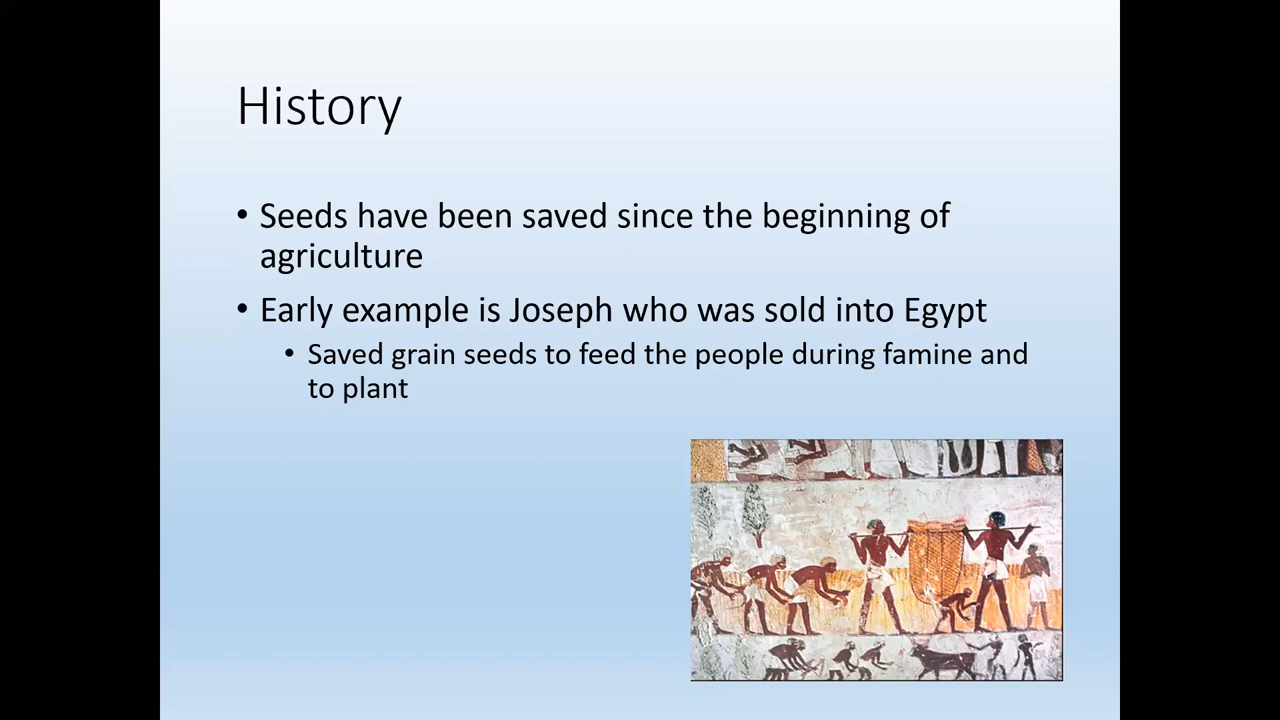 History
• Seeds have been saved since the beginning of
agriculture
• Early example is Joseph who was sold into Egypt
• Saved grain seeds to feed the people during famine and
to plant